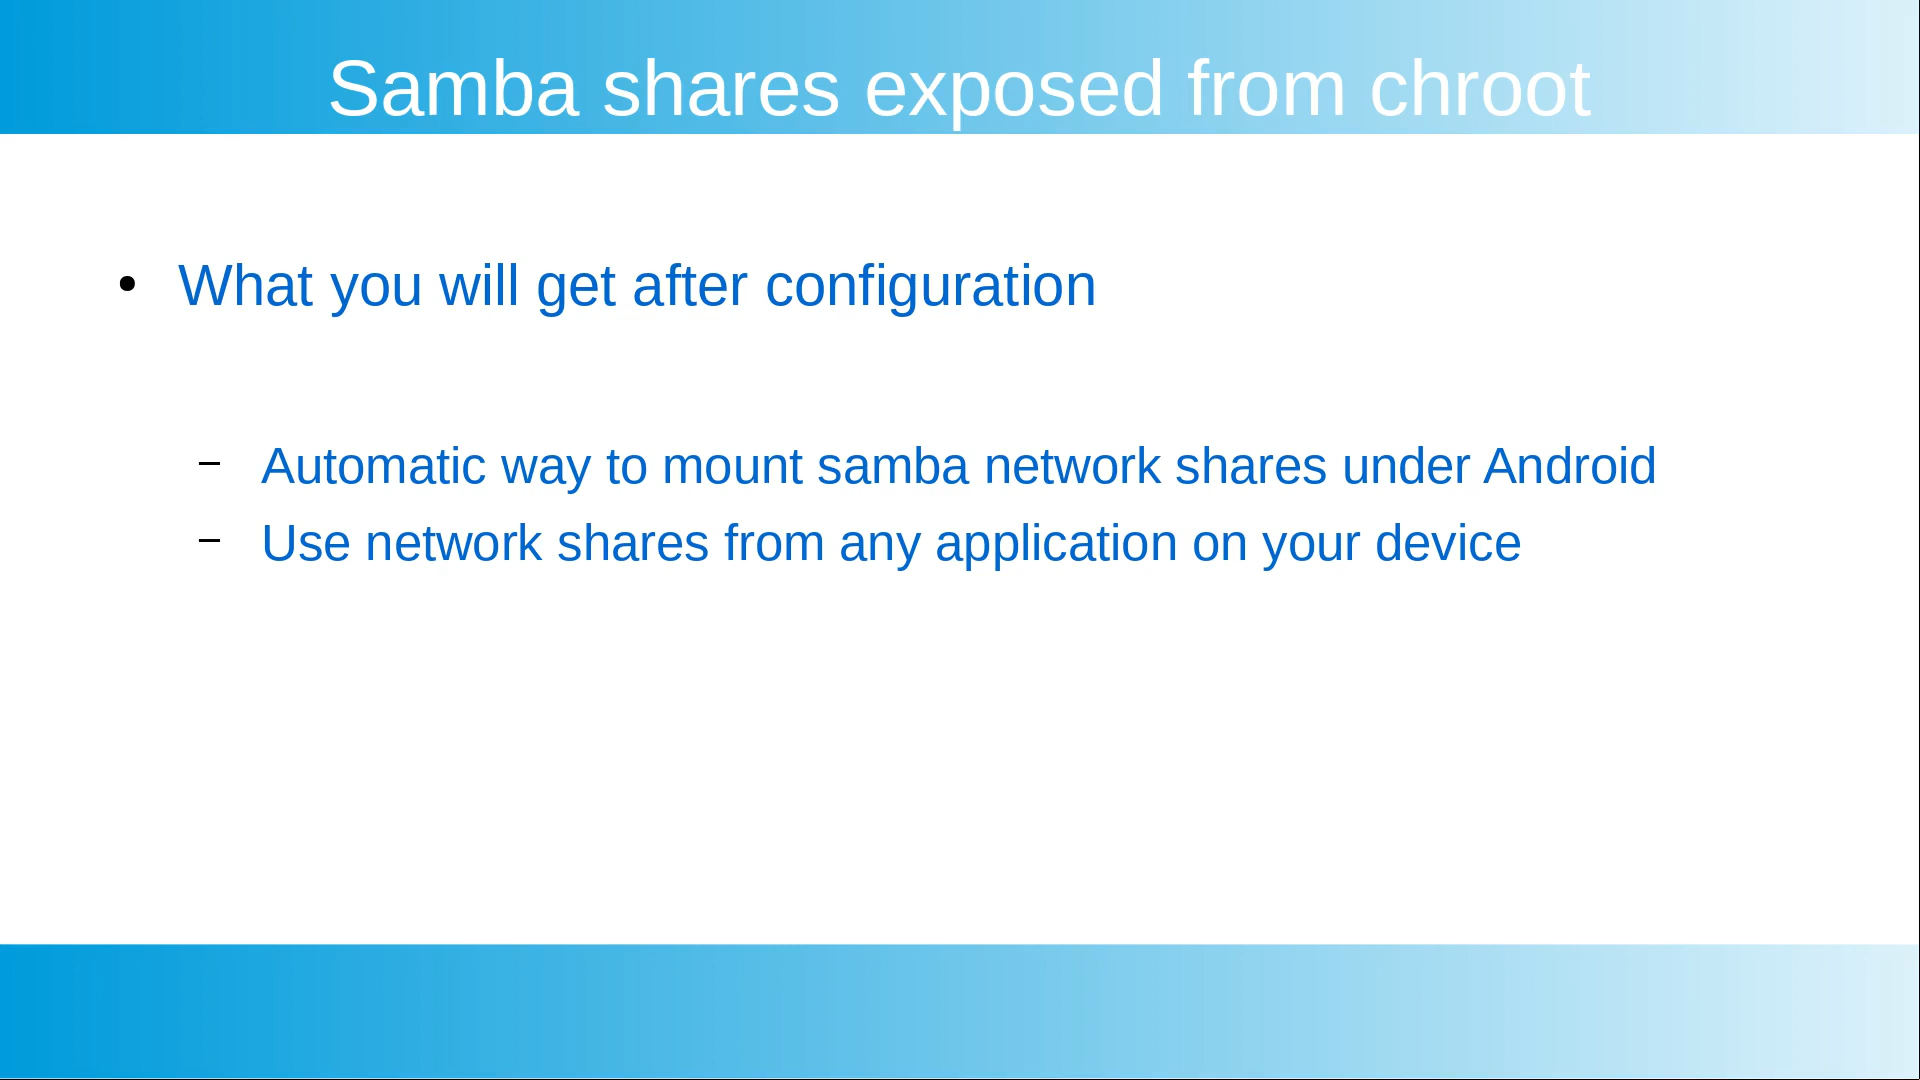 Samba shares exposed from chroot
• What you will get after configuration
– Automatic way to mount samba network shares under Android
– Use network shares from any application on your device